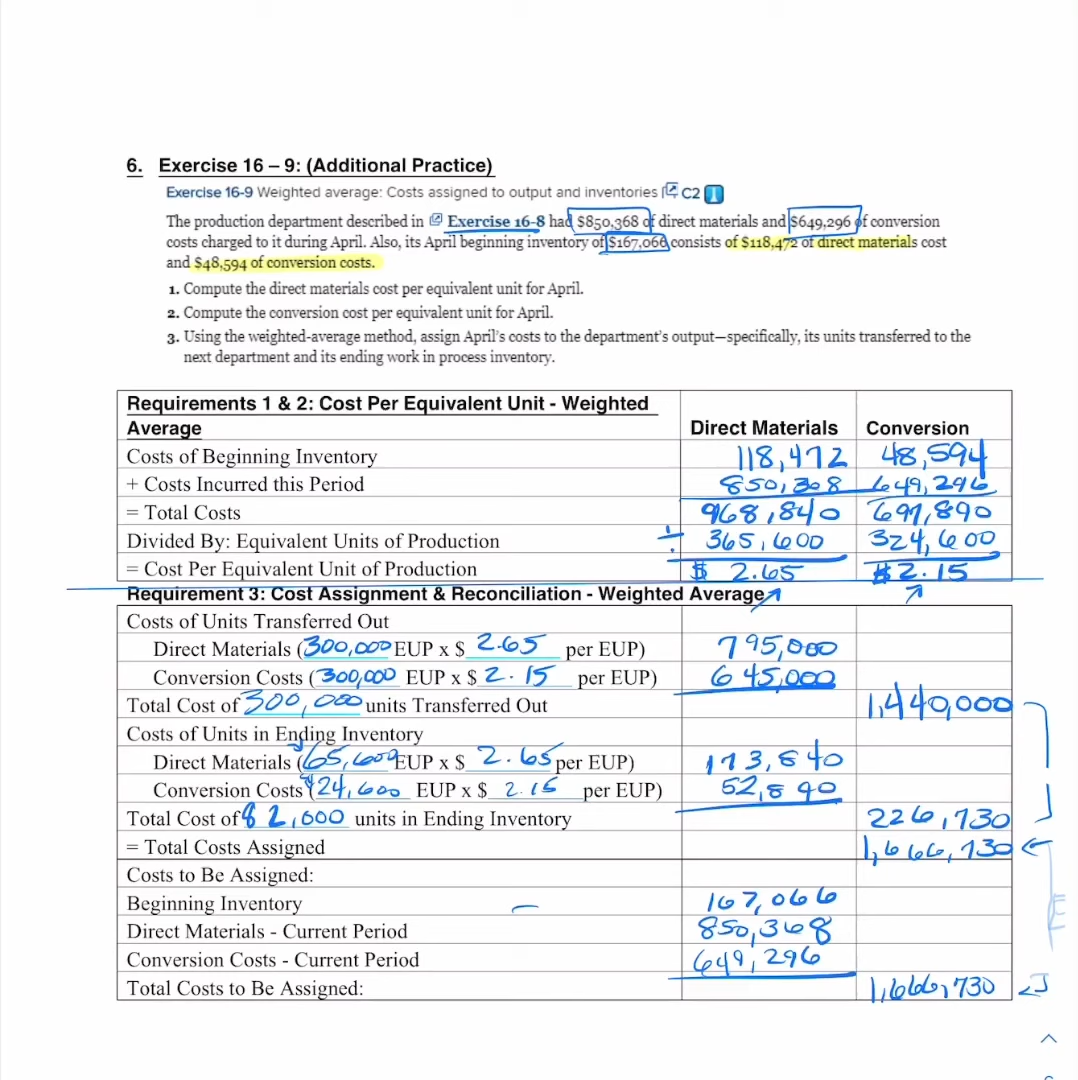 6. Exercise 16 – 9: (Additional Practice)
Exercise 16-9 Weighted average: Costs assigned to output and inventories C2
The production department described in Exercise 16-8 had $850,368 of direct materials and $649,296 of conversion
costs charged to it during April. Also, its April beginning inventory of $167,066 consists of $118,472 of direct materials cost
and $48,594 of conversion costs.
1. Compute the direct materials cost per equivalent unit for April.
2. Compute the conversion cost per equivalent unit for April.
3. Using the weighted-average method, assign April's costs to the department's output—specifically, its units transferred to the
next department and its ending work in process inventory.
Requirements 1 & 2: Cost Per Equivalent Unit - Weighted
Average Direct Materials Conversion
Costs of Beginning Inventory 118,472 48,594
+ Costs Incurred this Period 850,368 649,296
= Total Costs 968,840 697,890
Divided By: Equivalent Units of Production ÷ 365,600 324,600
= Cost Per Equivalent Unit of Production $ 2.65 $2.15
Requirement 3: Cost Assignment & Reconciliation - Weighted Average
Costs of Units Transferred Out
Direct Materials (300,000 EUP x $ 2.65 per EUP) 795,000
Conversion Costs (300,000 EUP x $ 2.15 per EUP) 645,000
Total Cost of 300,000 units Transferred Out 1,440,000
Costs of Units in Ending Inventory
Direct Materials (65,600 EUP x $ 2.65 per EUP) 173,840
Conversion Costs (24,600 EUP x $ 2.15 per EUP) 52,890
Total Cost of 82,000 units in Ending Inventory 226,730
= Total Costs Assigned 1,666,730
Costs to Be Assigned:
Beginning Inventory 167,066
Direct Materials - Current Period 850,368
Conversion Costs - Current Period 649,296
Total Costs to Be Assigned: 1,666,730